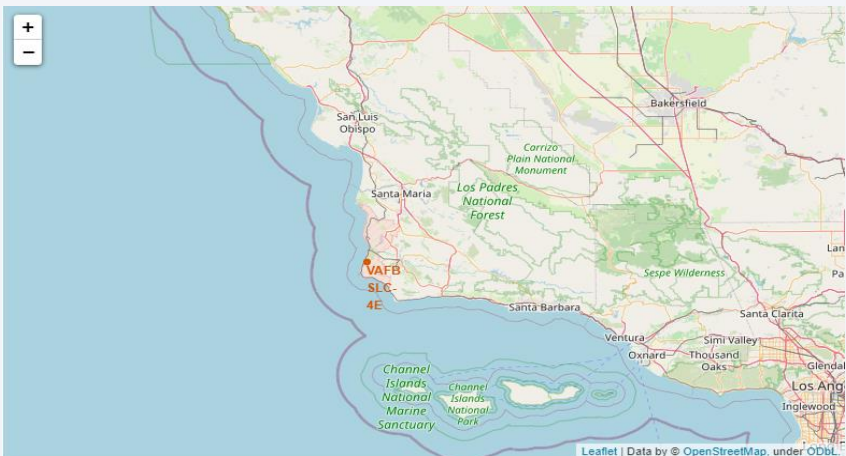 +
−
San Luis
Obispo
Bakersfield
Carrizo
Plain National
Monument
Santa Maria
Los Padres
National
Forest
VAFB
SLC-
4E
Sespe Wilderness
Lan
Pa
Santa Barbara
Santa Clarita
Ventura
Oxnard
Simi Valley
Thousand
Oaks
Glendal
Los Ang
Inglewood
Channel
Islands
National
Marine
Sanctuary
Channel
Islands
National
Park
Leaflet | Data by © OpenStreetMap, under ODbL.